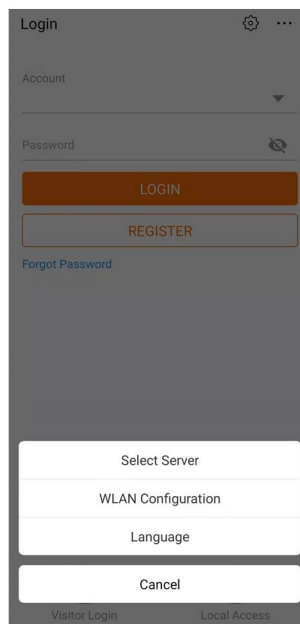 Login
Account
Password
LOGIN
REGISTER
Forgot Password
Select Server
WLAN Configuration
Language
Cancel
Visitor Login Local Access